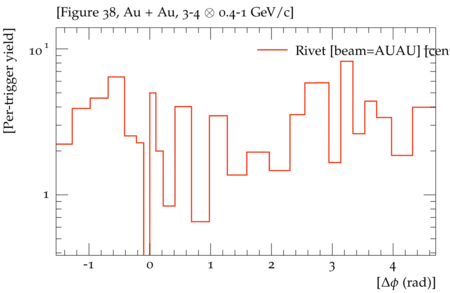 [Figure 38, Au + Au, 3-4 ⊗ 0.4-1 GeV/c]
[Per-trigger yield]
10¹
1
Rivet [beam=AUAU] [cen
-1 0 1 2 3 4
[Δϕ (rad)]